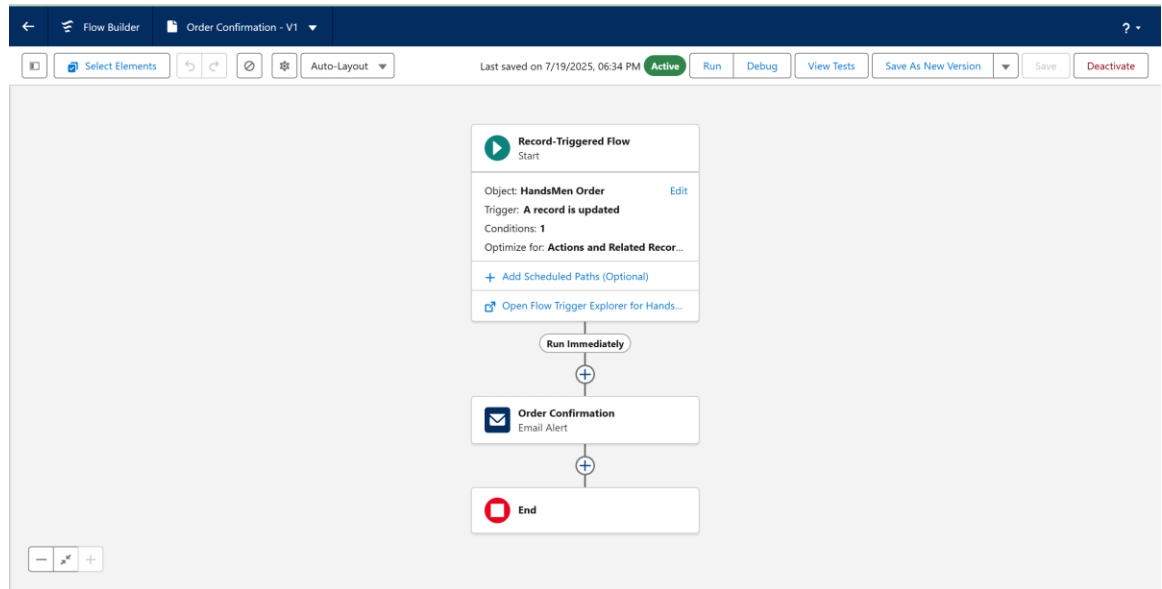 Flow Builder
Order Confirmation - V1
?
Select Elements
Auto-Layout
Last saved on 7/19/2025, 06:34 PM
Active
Run
Debug
View Tests
Save As New Version
Save
Deactivate
Record-Triggered Flow
Start
Object: HandsMen Order
Edit
Trigger: A record is updated
Conditions: 1
Optimize for: Actions and Related Recor...
+ Add Scheduled Paths (Optional)
Open Flow Trigger Explorer for Hands...
Run Immediately
Order Confirmation
Email Alert
End